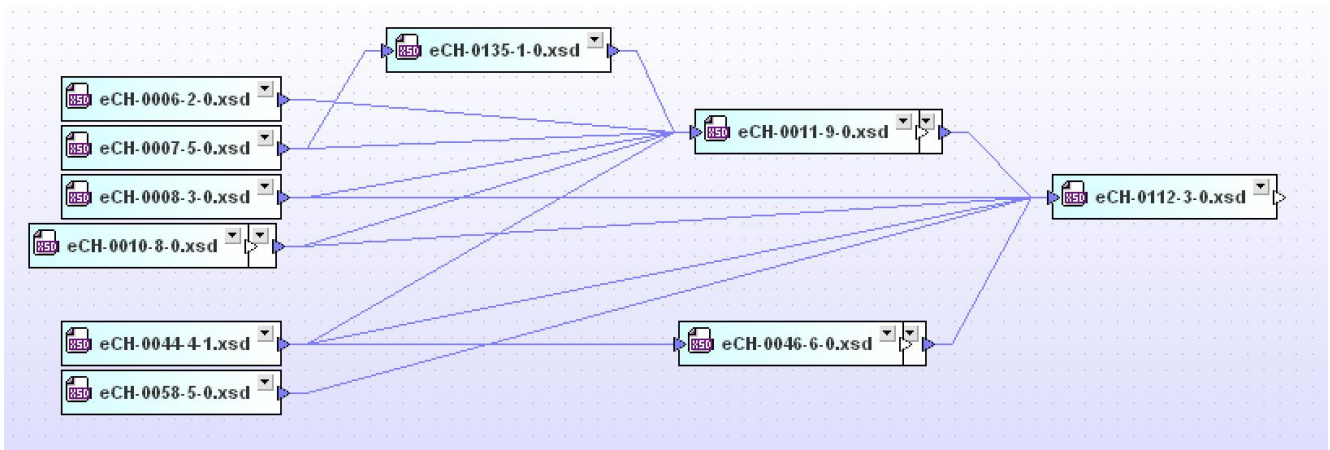 eCH-0135-1-0.xsd
eCH-0006-2-0.xsd
eCH-0007-5-0.xsd
eCH-0011-9-0.xsd
eCH-0008-3-0.xsd
eCH-0112-3-0.xsd
eCH-0010-8-0.xsd
eCH-0044-4-1.xsd
eCH-0046-6-0.xsd
eCH-0058-5-0.xsd